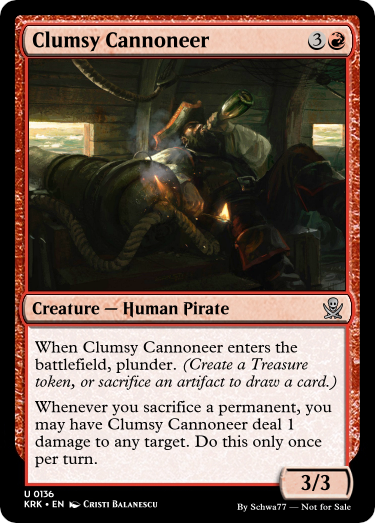 Clumsy Cannoneer 3
Creature — Human Pirate
When Clumsy Cannoneer enters the
battlefield, plunder. (Create a Treasure
token, or sacrifice an artifact to draw a card.)
Whenever you sacrifice a permanent, you
may have Clumsy Cannoneer deal 1
damage to any target. Do this only once
per turn.
3/3
U 0136
KRK • EN Cristi Balanescu
By Schwa77 — Not for Sale